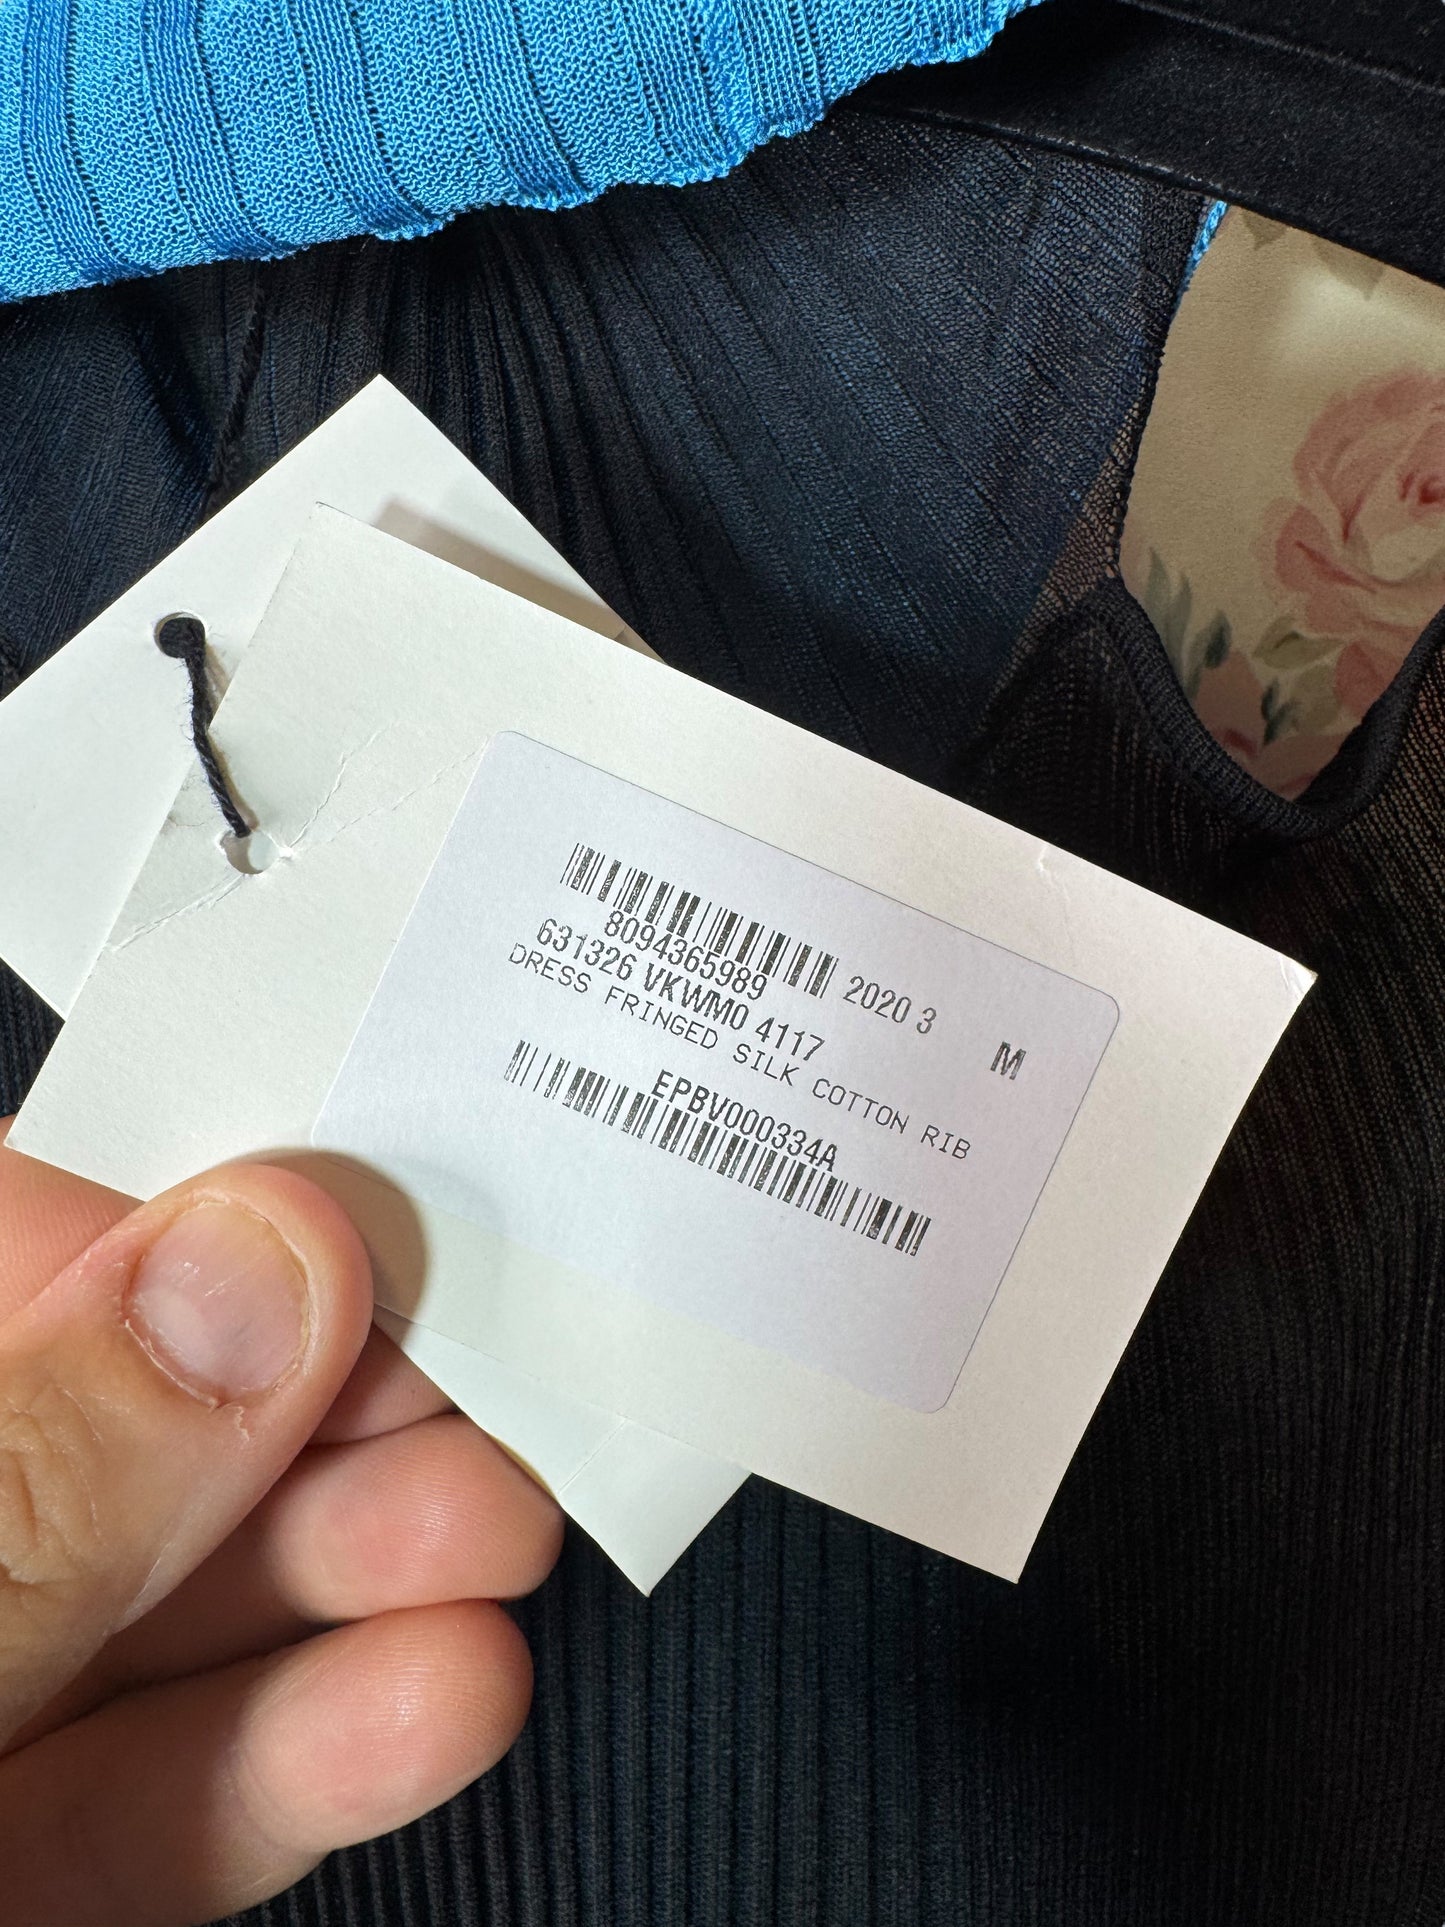 8094365989 2020 3
631326 VKWM0 4117 M
DRESS FRINGED SILK COTTON RIB
EPBV000334A